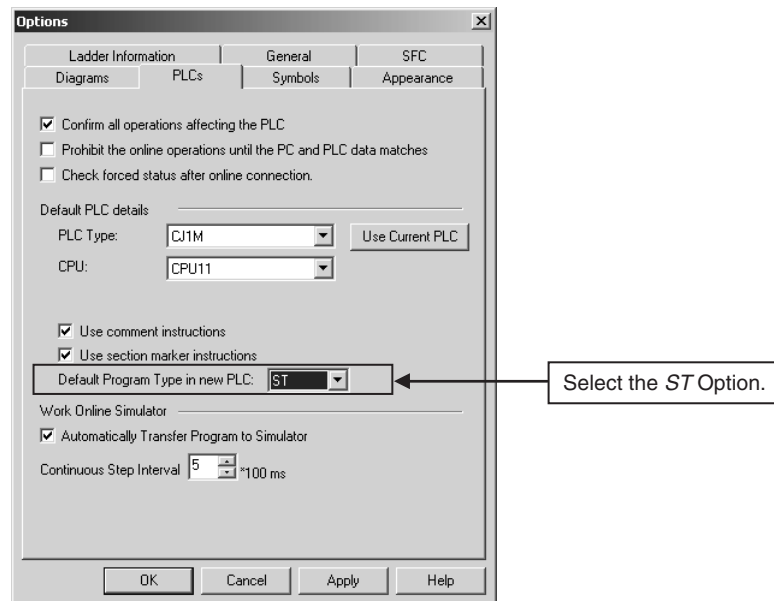 Options
Ladder Information General SFC
Diagrams PLCs Symbols Appearance
Confirm all operations affecting the PLC
Prohibit the online operations until the PC and PLC data matches
Check forced status after online connection.
Default PLC details
PLC Type: CJ1M Use Current PLC
CPU: CPU11
Use comment instructions
Use section marker instructions
Default Program Type in new PLC: ST
Select the ST Option.
Work Online Simulator
Automatically Transfer Program to Simulator
Continuous Step Interval 5 *100 ms
OK Cancel Apply Help